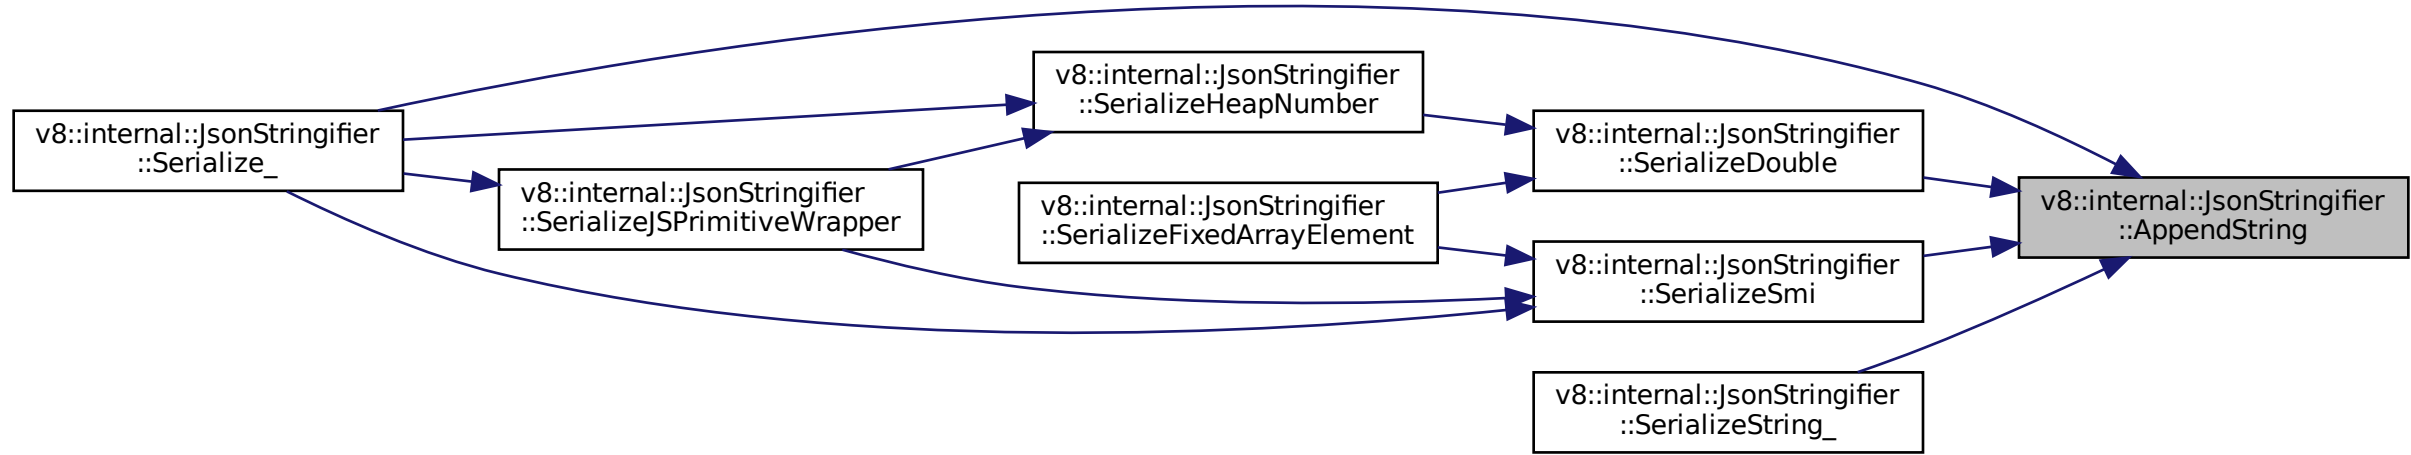 v8::internal::JsonStringifier
::Serialize_
v8::internal::JsonStringifier
::SerializeJSPrimitiveWrapper
v8::internal::JsonStringifier
::SerializeHeapNumber
v8::internal::JsonStringifier
::SerializeFixedArrayElement
v8::internal::JsonStringifier
::SerializeDouble
v8::internal::JsonStringifier
::SerializeSmi
v8::internal::JsonStringifier
::SerializeString_
v8::internal::JsonStringifier
::AppendString